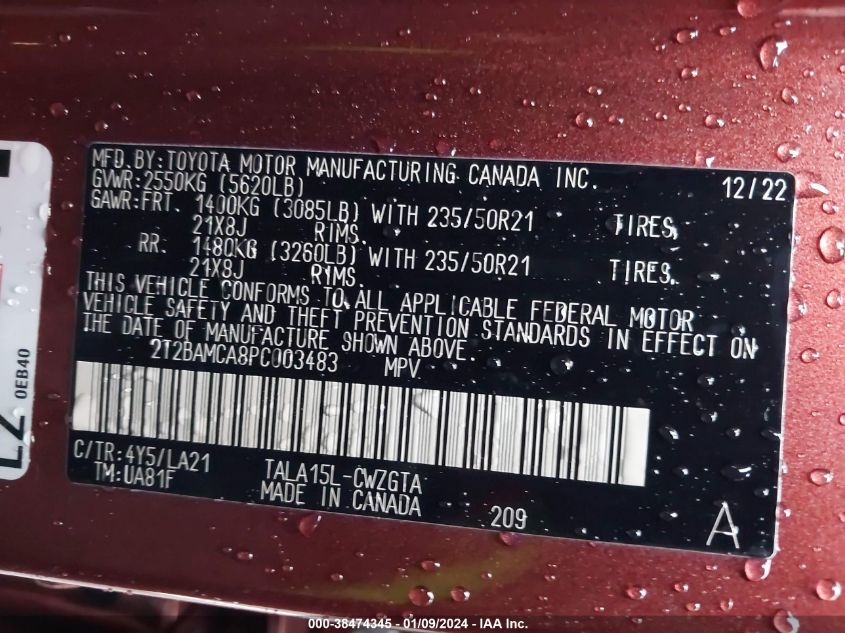 MFD. BY: TOYOTA MOTOR MANUFACTURING CANADA INC. 12/22
GVWR: 2550KG (5620LB)
GAWR: FRT. 1400KG (3085LB) WITH 235/50R21 TIRES,
21X8J RIMS.
RR. 1480KG (3260LB) WITH 235/50R21 TIRES.
21X8J RIMS.
THIS VEHICLE CONFORMS TO ALL APPLICABLE FEDERAL MOTOR
VEHICLE SAFETY AND THEFT PREVENTION STANDARDS IN EFFECT ON
THE DATE OF MANUFACTURE SHOWN ABOVE.
2T2BAMCA8PC003483 MPV
C/TR: 4Y5/LA21 TALA15L-CWZGTA
TM: UA81F MADE IN CANADA 209 A
0EB40
000-38474345 - 01/09/2024 - IAA Inc.